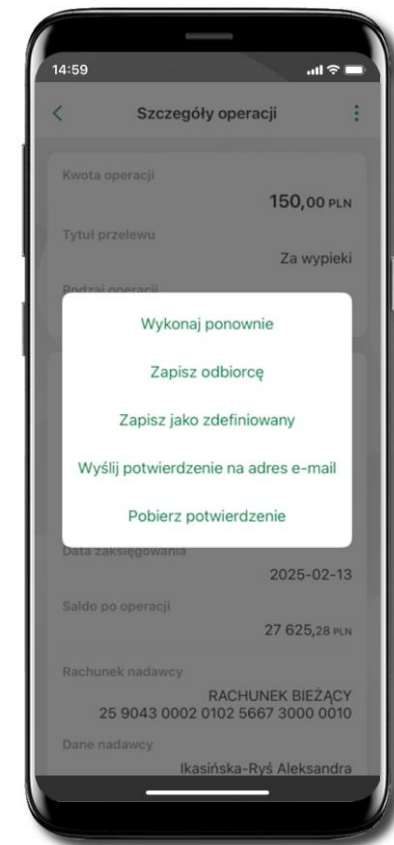 14:59
Szczegóły operacji
Kwota operacji
150,00 PLN
Tytuł przelewu
Za wypieki
Rodzaj operacji
Wykonaj ponownie
Zapisz odbiorcę
Zapisz jako zdefiniowany
Wyślij potwierdzenie na adres e-mail
Pobierz potwierdzenie
Data zaksięgowania
2025-02-13
Saldo po operacji
27 625,28 PLN
Rachunek nadawcy
RACHUNEK BIEŻĄCY
25 9043 0002 0102 5667 3000 0010
Dane nadawcy
Ikasińska-Ryś Aleksandra